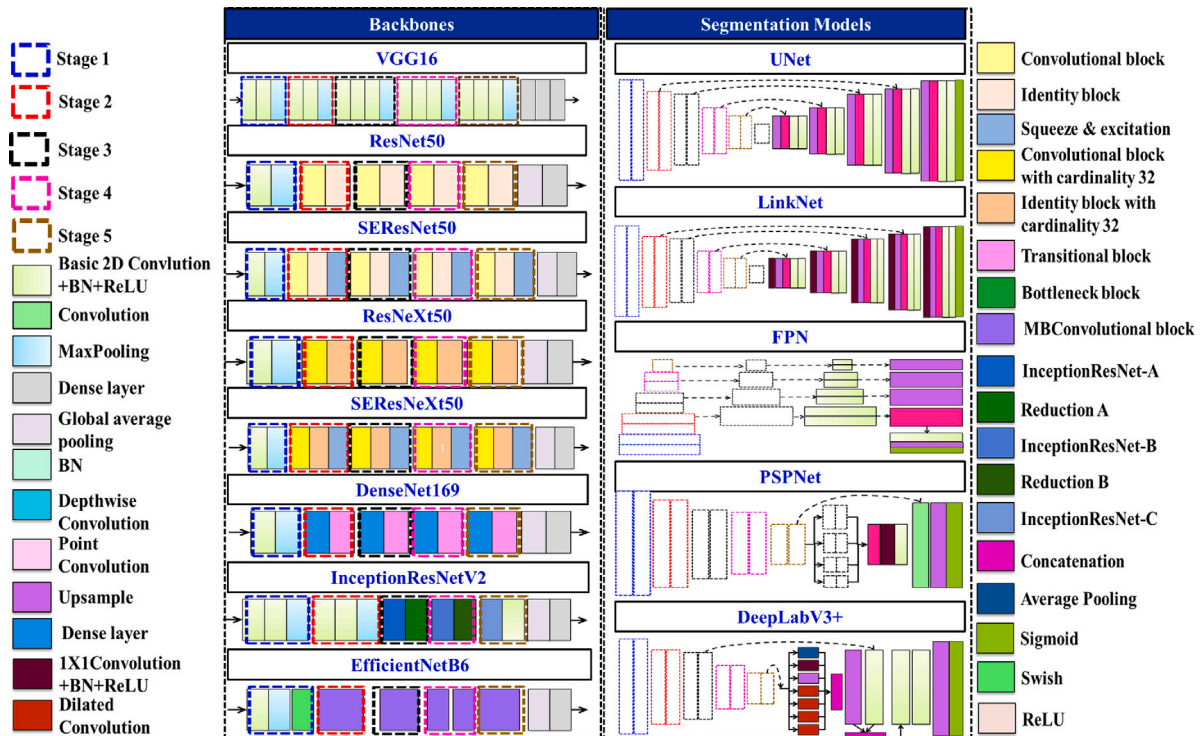 Stage 1
Stage 2
Stage 3
Stage 4
Stage 5
Basic 2D Convlution
+BN+ReLU
Convolution
MaxPooling
Dense layer
Global average
pooling
BN
Depthwise
Convolution
Point
Convolution
Upsample
Dense layer
1X1Convolution
+BN+ReLU
Dilated
Convolution
Backbones
VGG16
ResNet50
SEResNet50
ResNeXt50
SEResNeXt50
DenseNet169
InceptionResNetV2
EfficientNetB6
Segmentation Models
UNet
LinkNet
FPN
PSPNet
DeepLabV3+
Convolutional block
Identity block
Squeeze & excitation
Convolutional block
with cardinality 32
Identity block with
cardinality 32
Transitional block
Bottleneck block
MBConvolutional block
InceptionResNet-A
Reduction A
InceptionResNet-B
Reduction B
InceptionResNet-C
Concatenation
Average Pooling
Sigmoid
Swish
ReLU